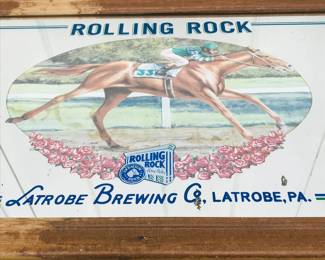 ROLLING ROCK
33
ROLLING
ROCK
LATROBE BREWING CO., LATROBE, PA.